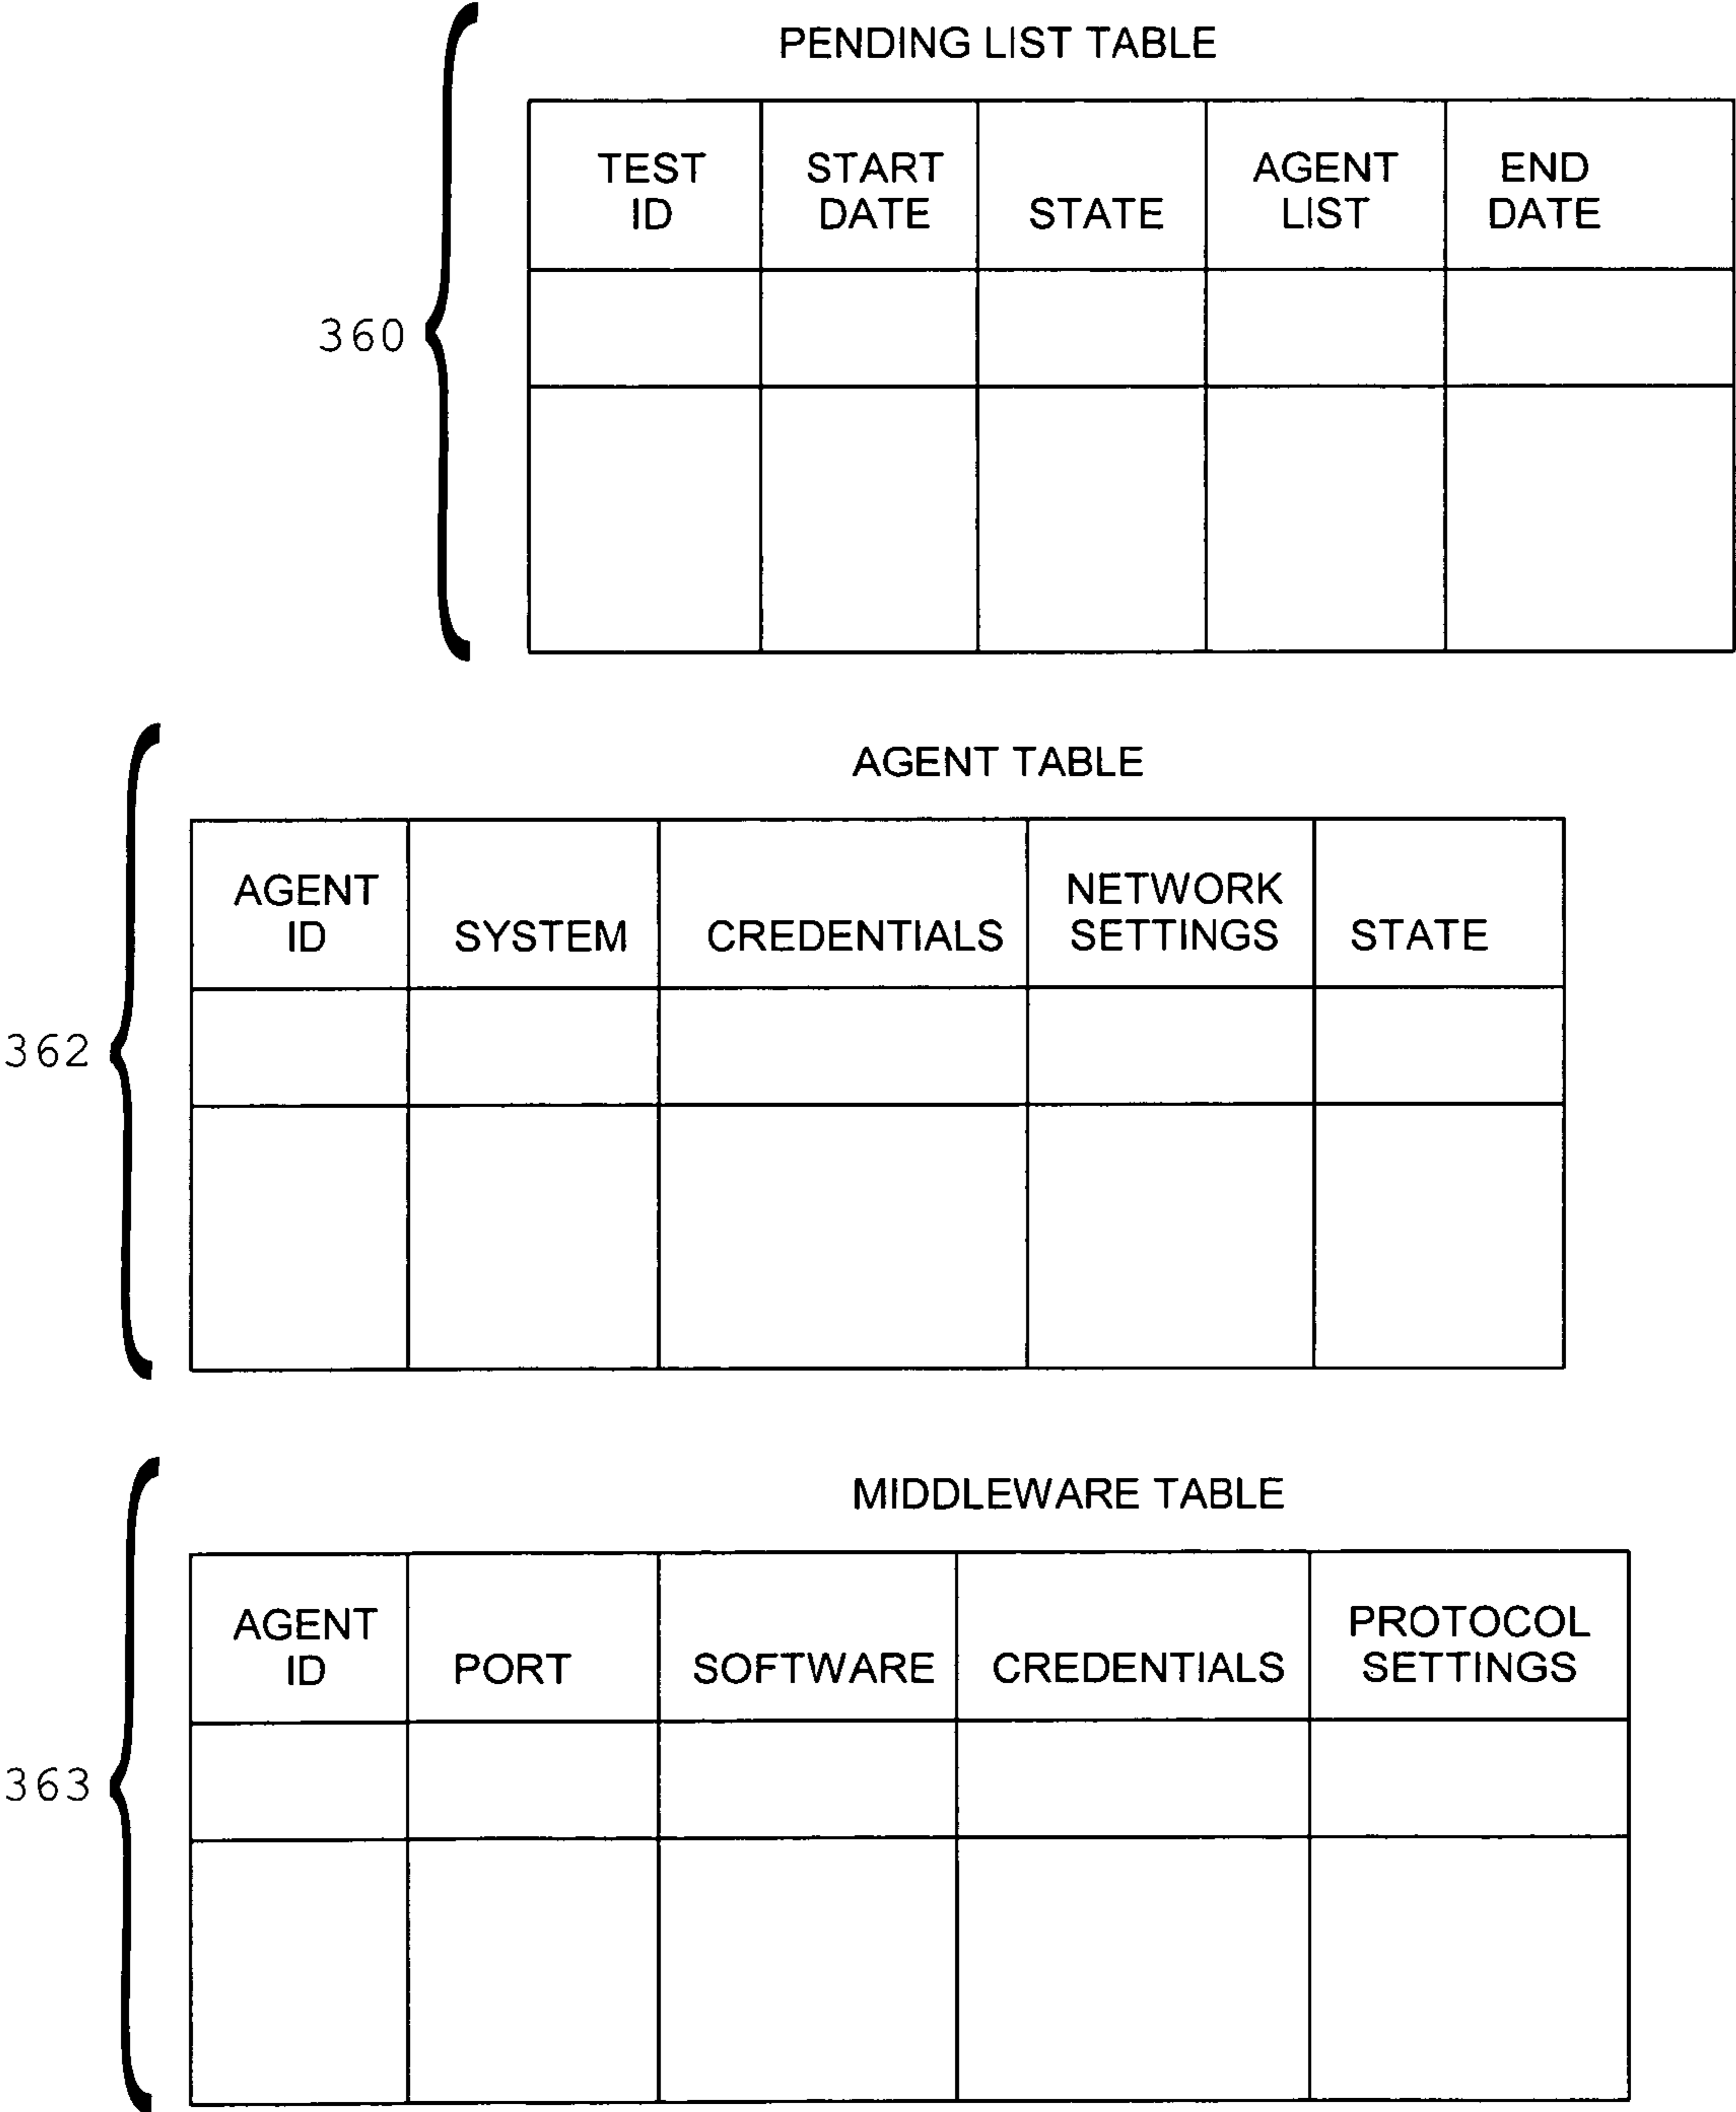 PENDING LIST TABLE
TEST ID
START DATE
STATE
AGENT LIST
END DATE
360
AGENT TABLE
AGENT ID
SYSTEM
CREDENTIALS
NETWORK SETTINGS
STATE
362
MIDDLEWARE TABLE
AGENT ID
PORT
SOFTWARE
CREDENTIALS
PROTOCOL SETTINGS
363